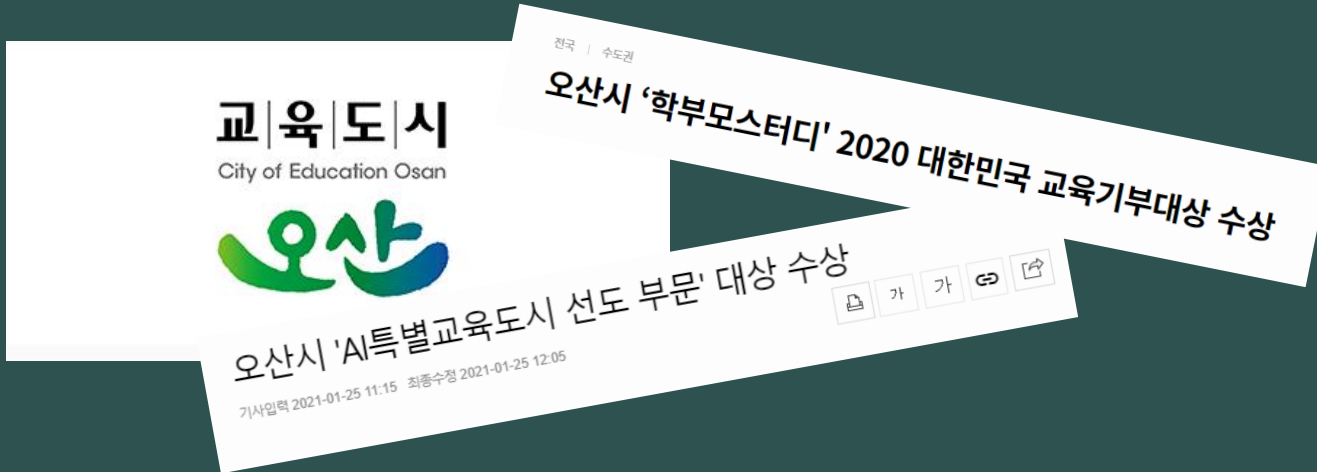 교|육|도|시
City of Education Osan
오산
전국 | 수도권
오산시 ‘학부모스터디' 2020 대한민국 교육기부대상 수상
오산시 'AI특별교육도시 선도 부문' 대상 수상
가 가
기사입력 2021-01-25 11:15 최종수정 2021-01-25 12:05